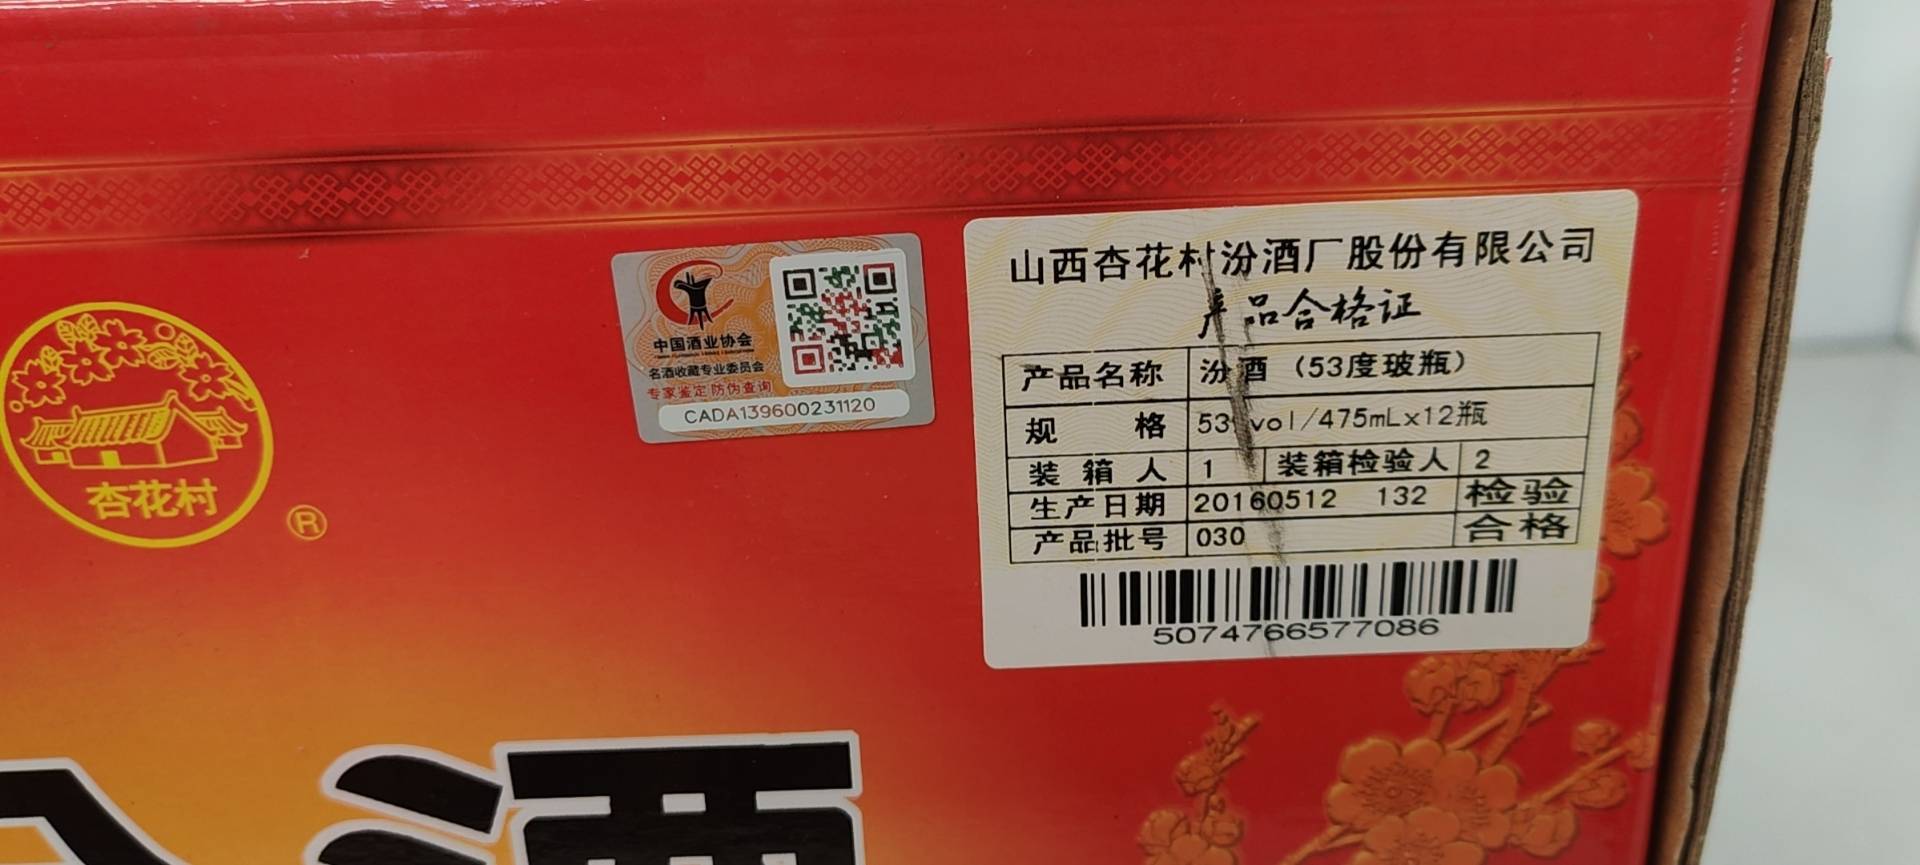 杏花村
®
中国酒业协会
名酒收藏专业委员会
专家鉴定 防伪查询
CADA139600231120
山西杏花村汾酒厂股份有限公司
产品合格证
产品名称 汾酒（53度玻瓶）
规格 53%vol/475mL×12瓶
装箱人 1 装箱检验人 2
生产日期 20160512 132 检验
产品批号 030 合格
5074766577086
酒